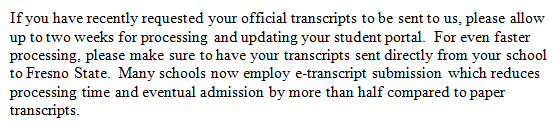 If you have recently requested your official transcripts to be sent to us, please allow
up to two weeks for processing and updating your student portal.  For even faster
processing, please make sure to have your transcripts sent directly from your school
to Fresno State.  Many schools now employ e-transcript submission which reduces
processing time and eventual admission by more than half compared to paper
transcripts.